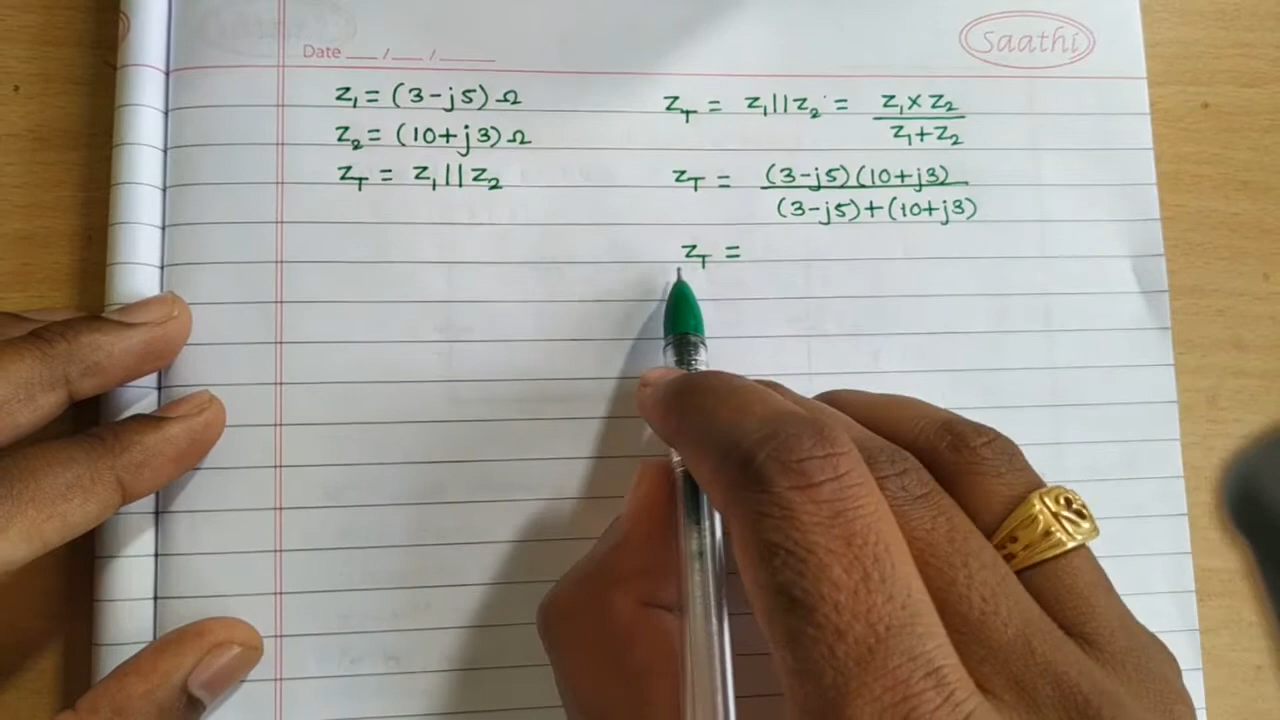 Saathi
Date ___/___/___
Z₁ = (3-j5) Ω
Z₂ = (10+j3) Ω
Z_T = Z₁ || Z₂
Z_T = Z₁ || Z₂ = Z₁ × Z₂ / Z₁ + Z₂
Z_T = (3-j5)(10+j3) / (3-j5)+(10+j3)
Z_T =